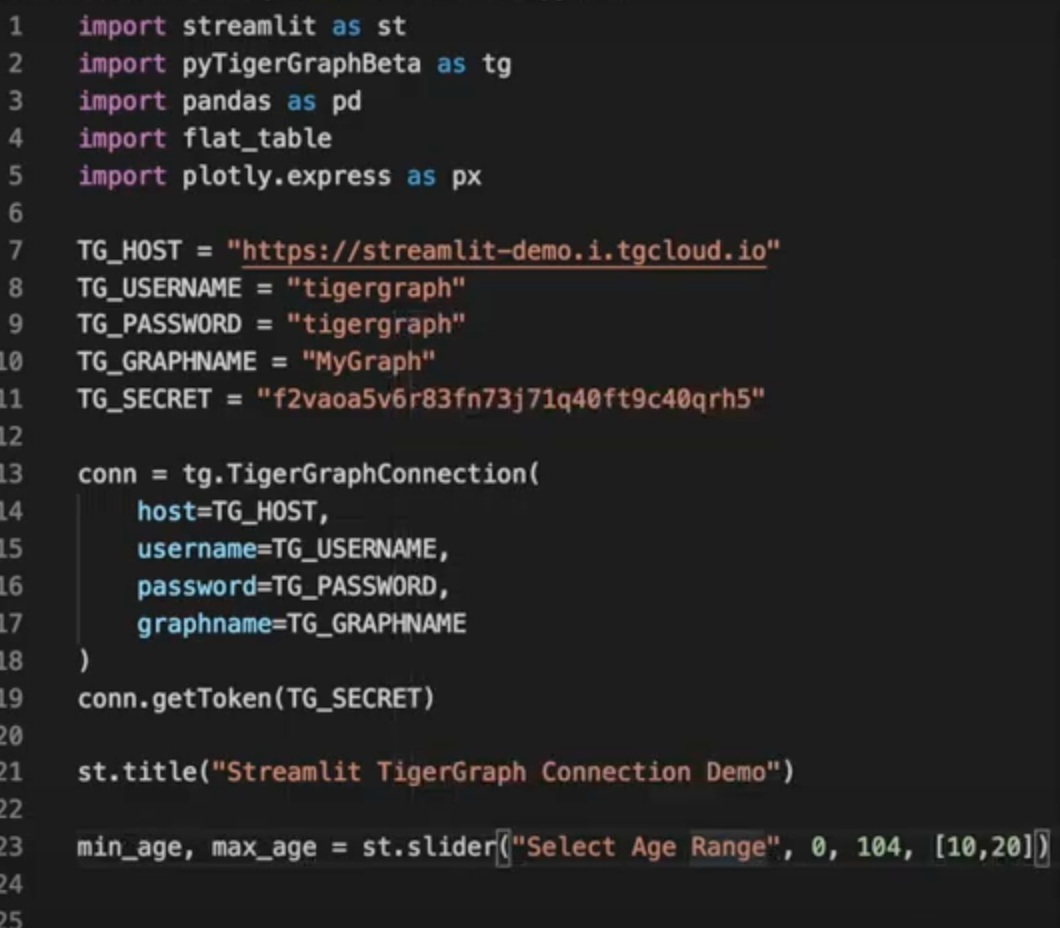 1 import streamlit as st
2 import pyTigerGraphBeta as tg
3 import pandas as pd
4 import flat_table
5 import plotly.express as px
6
7 TG_HOST = "https://streamlit-demo.i.tgcloud.io"
8 TG_USERNAME = "tigergraph"
9 TG_PASSWORD = "tigergraph"
10 TG_GRAPHNAME = "MyGraph"
11 TG_SECRET = "f2vaoa5v6r83fn73j71q40ft9c40qrh5"
12
13 conn = tg.TigerGraphConnection(
14     host=TG_HOST,
15     username=TG_USERNAME,
16     password=TG_PASSWORD,
17     graphname=TG_GRAPHNAME
18 )
19 conn.getToken(TG_SECRET)
20
21 st.title("Streamlit TigerGraph Connection Demo")
22
23 min_age, max_age = st.slider("Select Age Range", 0, 104, [10,20])
24
25